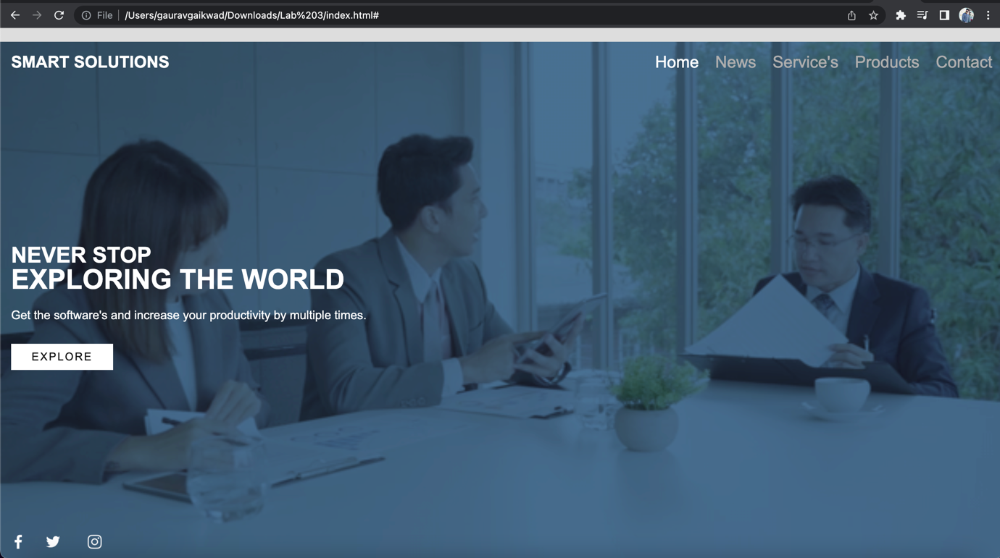 File /Users/gauravgaikwad/Downloads/Lab%203/index.html#
SMART SOLUTIONS
Home News Service's Products Contact
NEVER STOP
EXPLORING THE WORLD
Get the software's and increase your productivity by multiple times.
EXPLORE